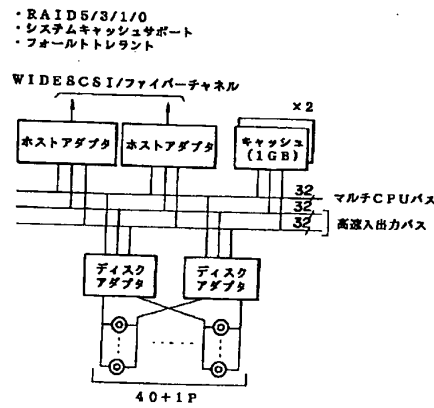 ・RAID5/3/1/0
・システムキャッシュサポート
・フォールトトレラント
WIDESCSI/ファイバーチャネル
×2
ホストアダプタ
ホストアダプタ
キャッシュ
(1GB)
32
マルチCPUバス
32
32
高速入出力バス
ディスク
アダプタ
ディスク
アダプタ
40+1P